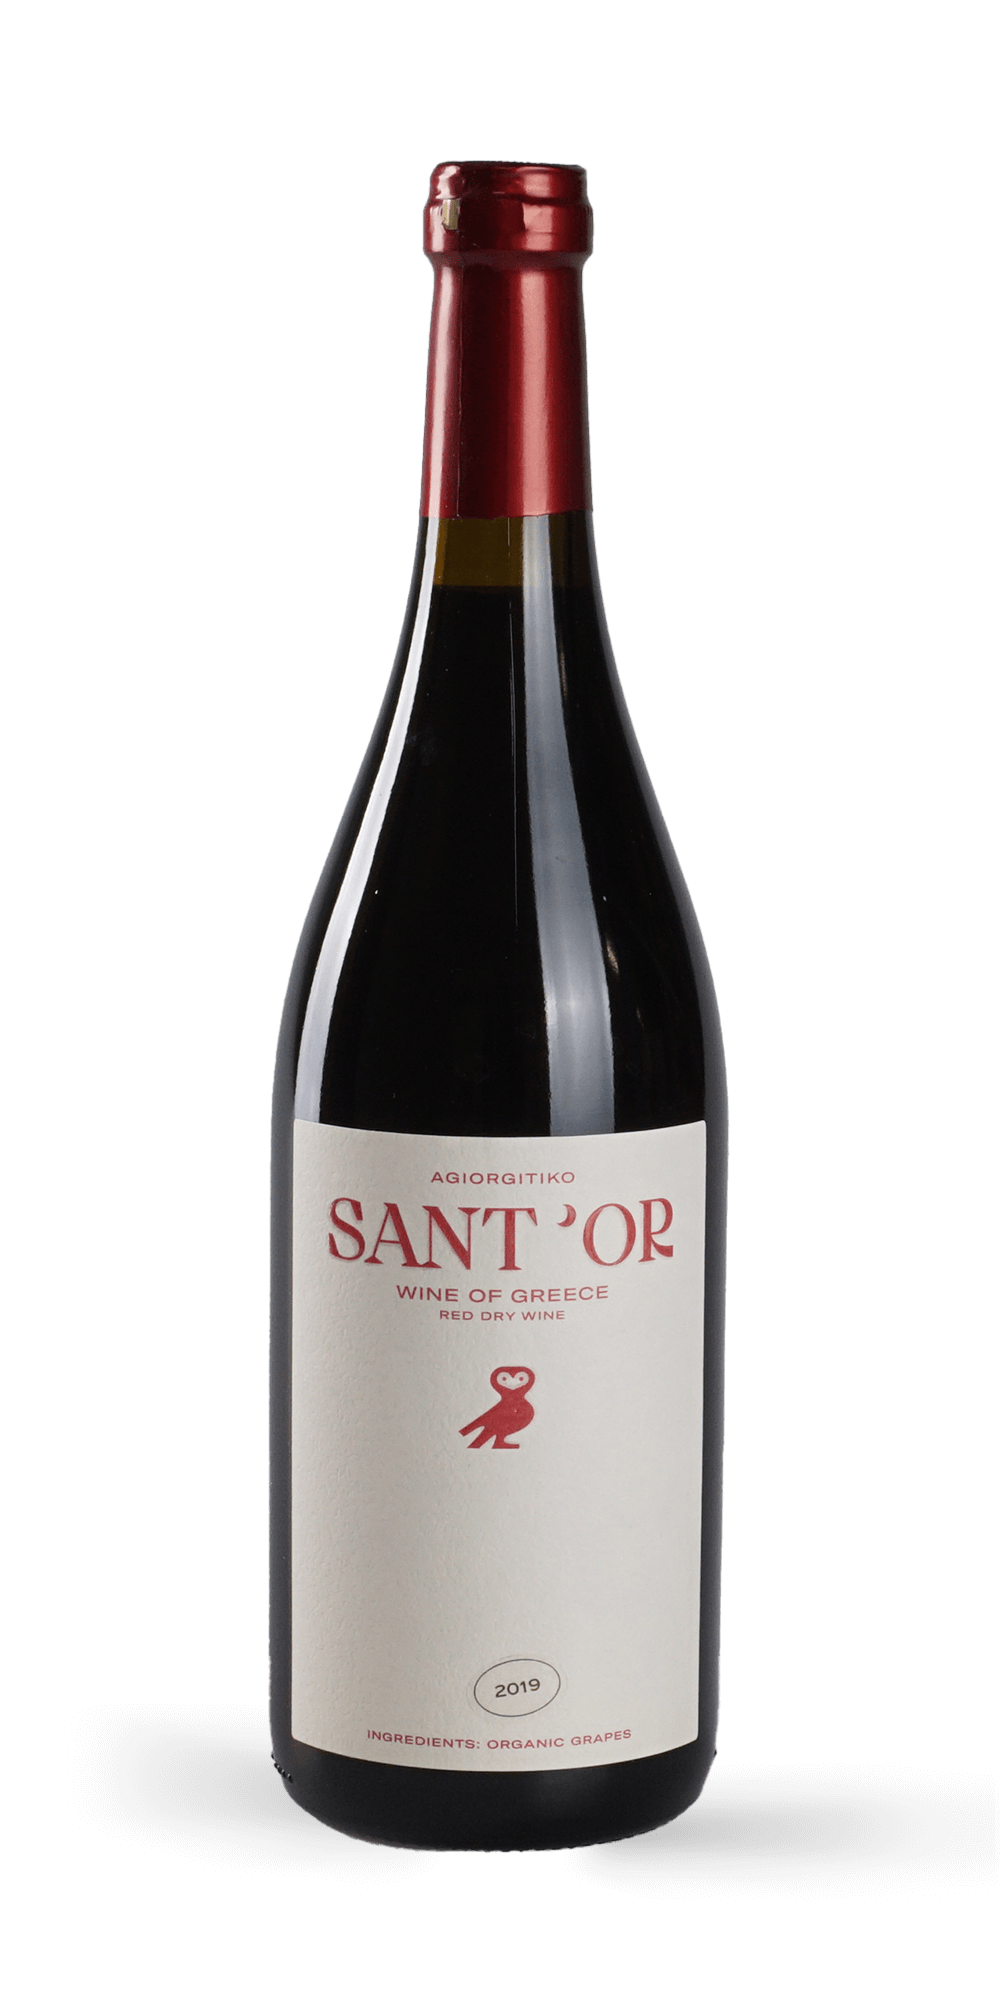 AGIORGITIKO
SANT'OR
WINE OF GREECE
RED DRY WINE
2019
INGREDIENTS: ORGANIC GRAPES